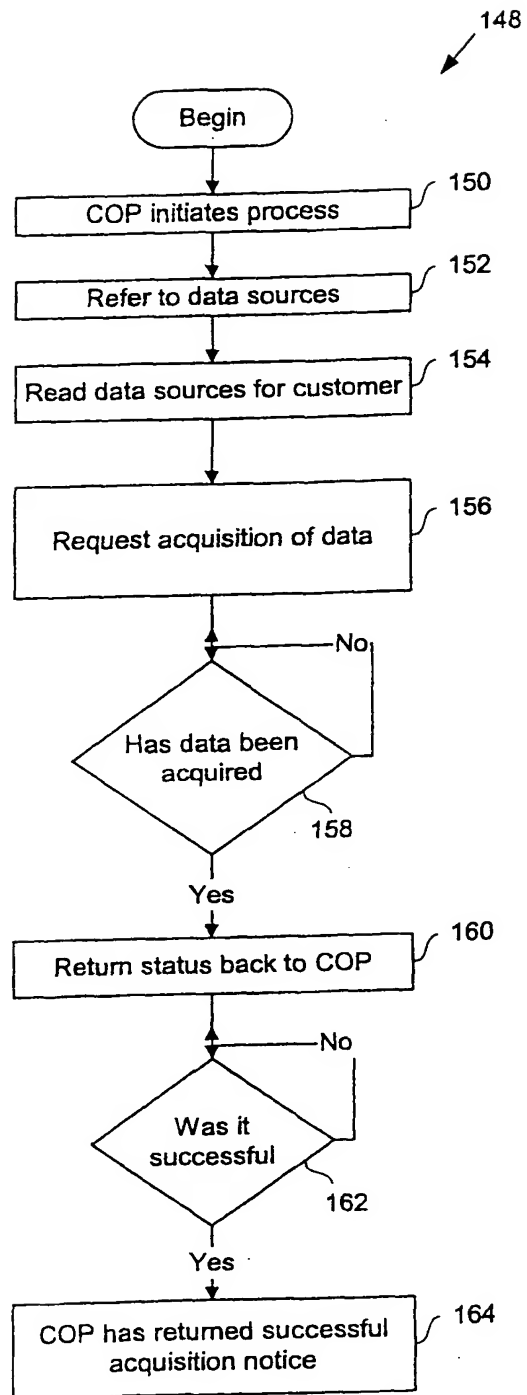 148
Begin
150
COP initiates process
152
Refer to data sources
154
Read data sources for customer
156
Request acquisition of data
No
Has data been
acquired
158
Yes
160
Return status back to COP
No
Was it
successful
162
Yes
164
COP has returned successful
acquisition notice